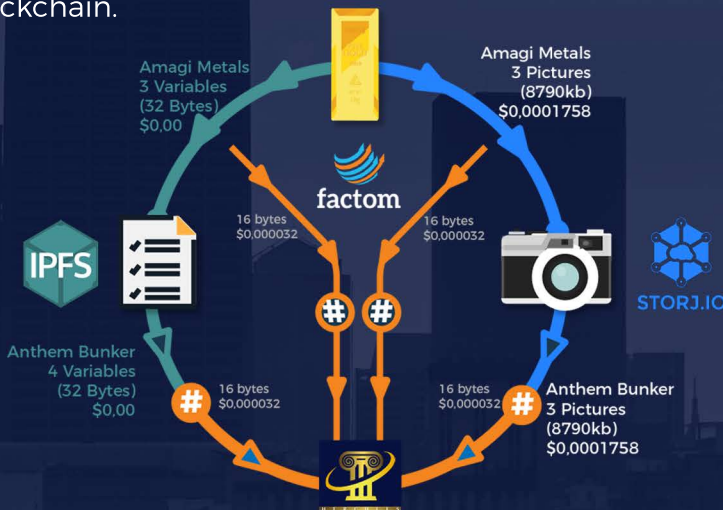 ckchain.
Amagi Metals
3 Variables
(32 Bytes)
$0,00
Amagi Metals
3 Pictures
(8790kb)
$0,0001758
factom
16 bytes
$0,000032
16 bytes
$0,000032
IPFS
STORJ.IO
#
#
Anthem Bunker
4 Variables
(32 Bytes)
$0,00
16 bytes
$0,000032
#
16 bytes
$0,000032
#
Anthem Bunker
3 Pictures
(8790kb)
$0,0001758